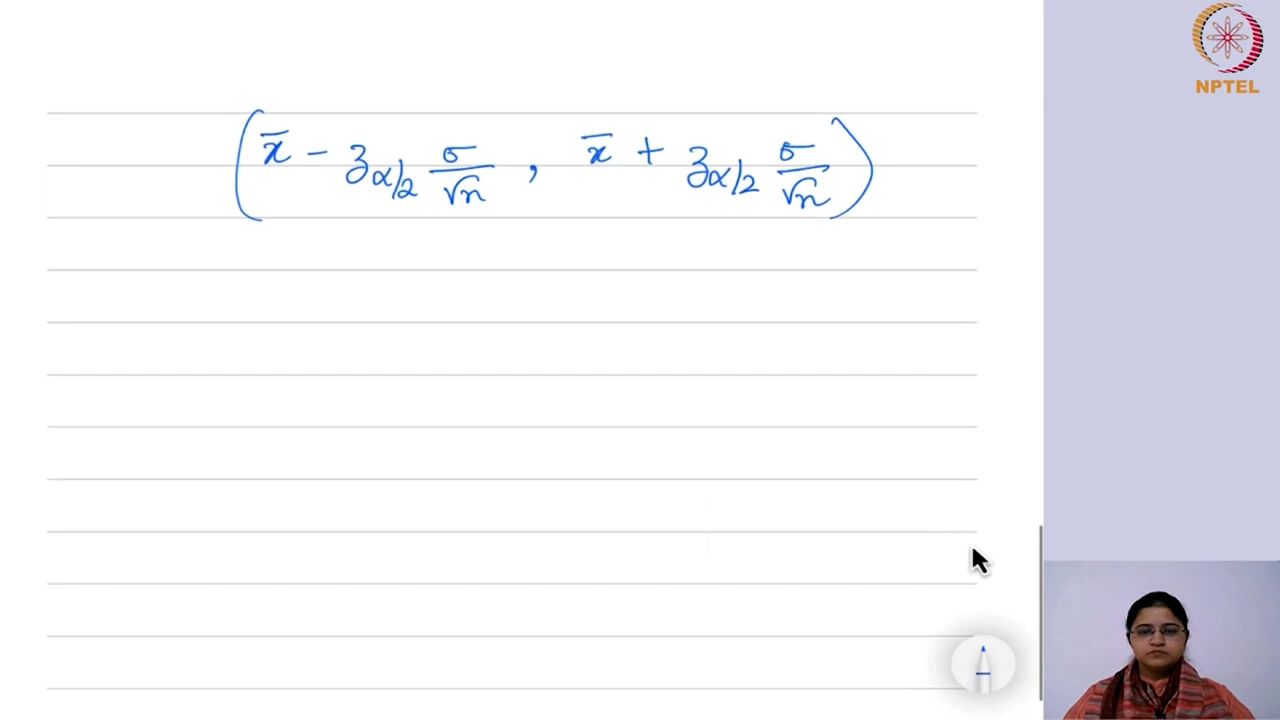 NPTEL
(x̄ − z_{α/2} σ/√n , x̄ + z_{α/2} σ/√n)